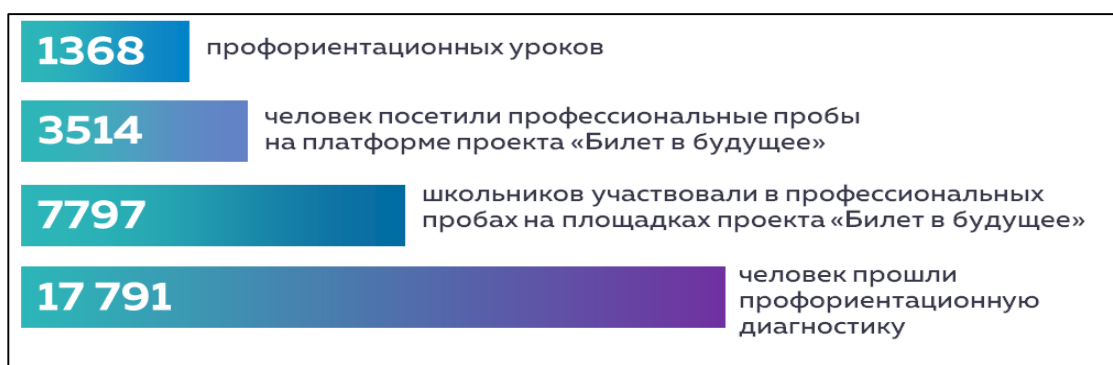 1368
профориентационных уроков
3514
человек посетили профессиональные пробы
на платформе проекта «Билет в будущее»
7797
школьников участвовали в профессиональных
пробах на площадках проекта «Билет в будущее»
17 791
человек прошли
профориентационную
диагностику